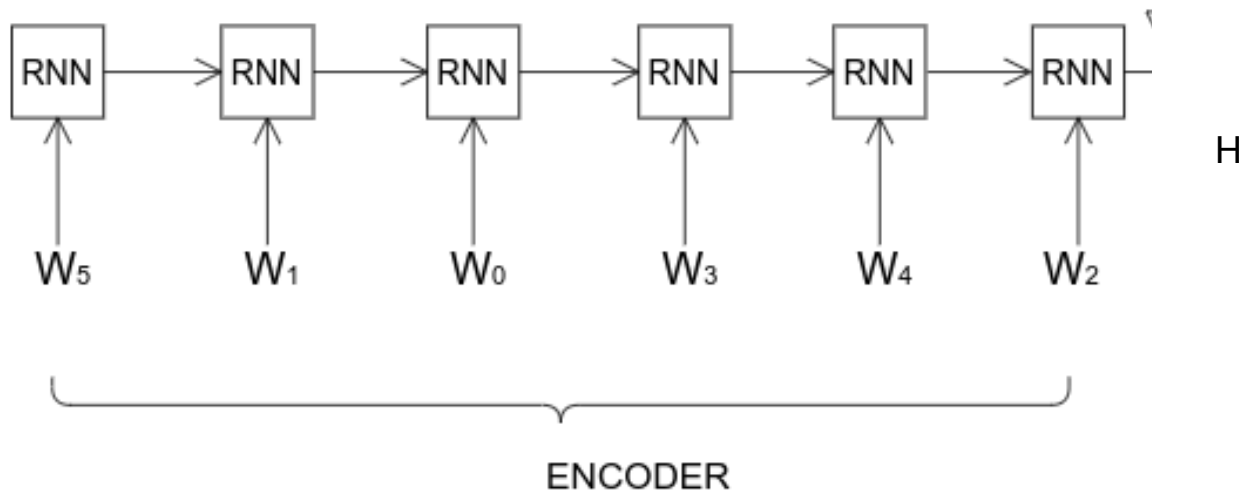 RNN RNN RNN RNN RNN RNN
H
W₅ W₁ W₀ W₃ W₄ W₂
ENCODER